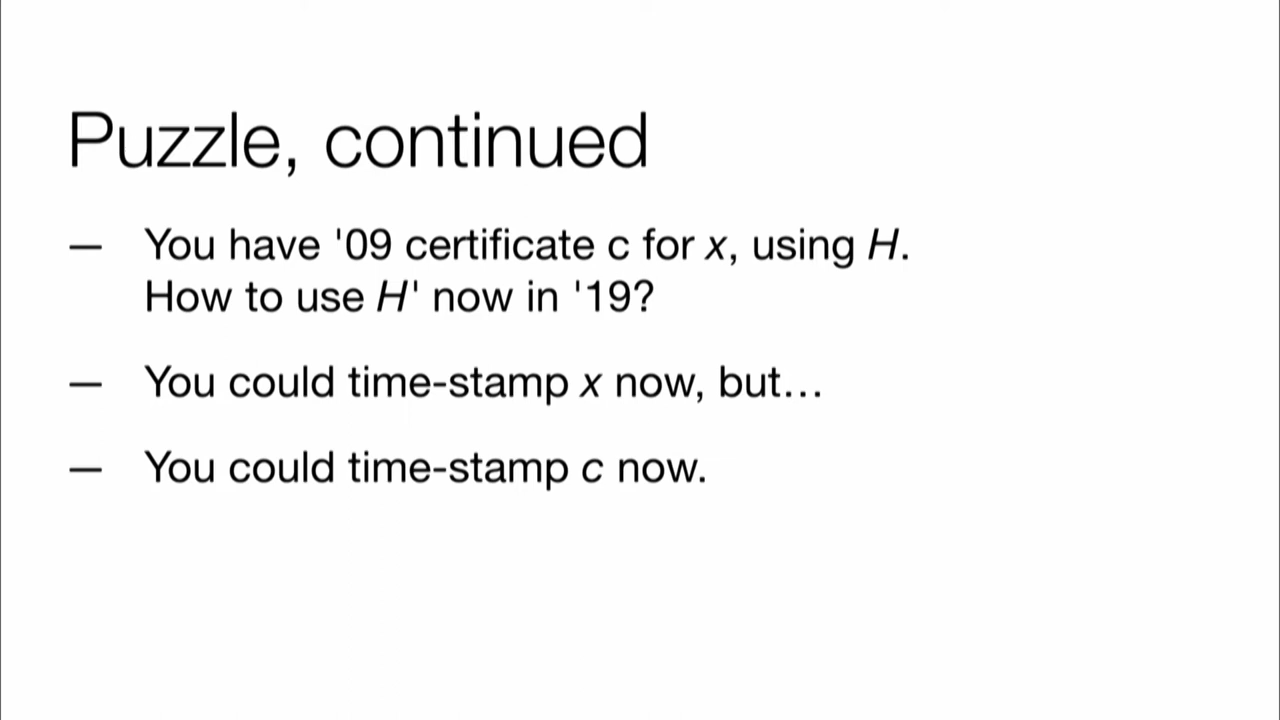 Puzzle, continued
— You have '09 certificate c for x, using H.
How to use H' now in '19?
— You could time-stamp x now, but…
— You could time-stamp c now.